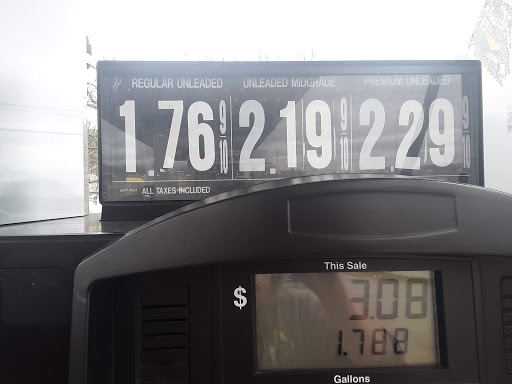 REGULAR UNLEADED UNLEADED MIDGRADE PREMIUM UNLEADED
1.76 9/10 2.19 9/10 2.29 9/10
ALL TAXES INCLUDED
This Sale
$ 3.08
1.788
Gallons